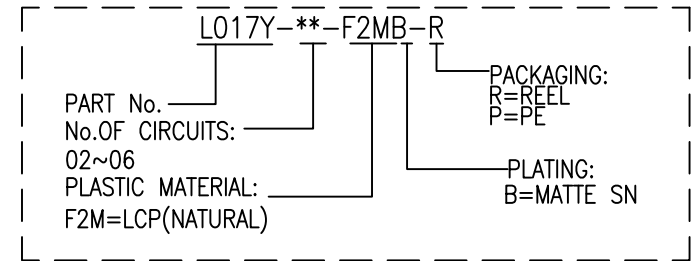 L017Y-**-F2MB-R
PACKAGING:
R=REEL
P=PE
PART No.
No.OF CIRCUITS:
02~06
PLATING:
B=MATTE SN
PLASTIC MATERIAL:
F2M=LCP(NATURAL)